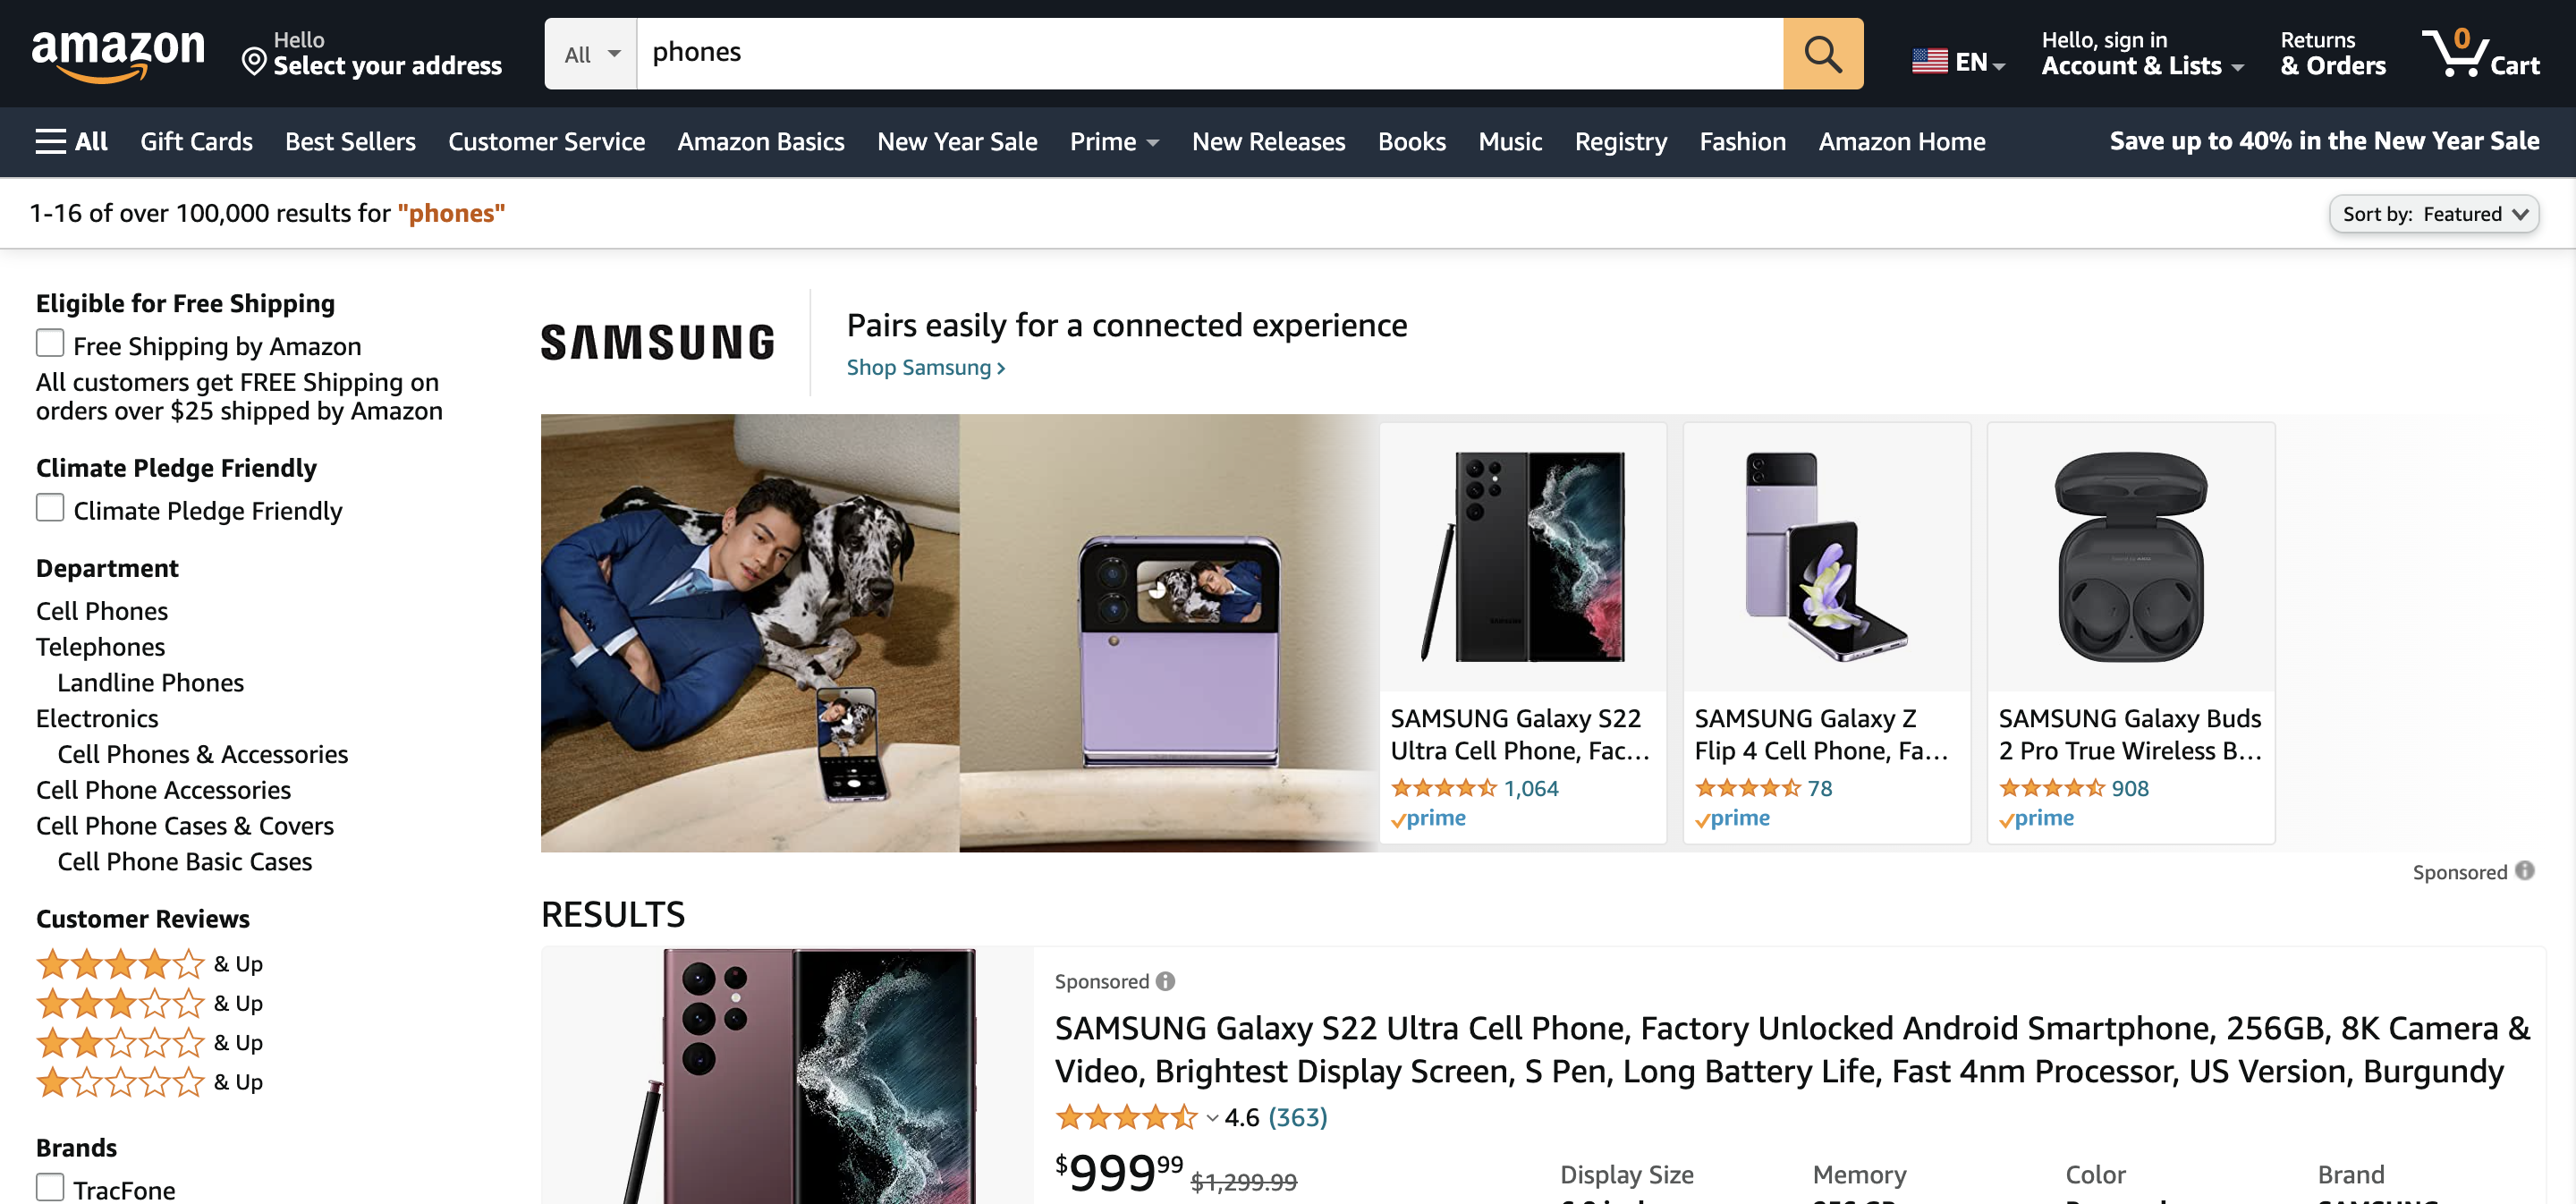 amazon
Hello
Select your address
All
phones
EN
Hello, sign in
Account & Lists
Returns
& Orders
0
Cart
All
Gift Cards
Best Sellers
Customer Service
Amazon Basics
New Year Sale
Prime
New Releases
Books
Music
Registry
Fashion
Amazon Home
Save up to 40% in the New Year Sale
1-16 of over 100,000 results for "phones"
Sort by: Featured
Eligible for Free Shipping
Free Shipping by Amazon
All customers get FREE Shipping on
orders over $25 shipped by Amazon
Climate Pledge Friendly
Climate Pledge Friendly
Department
Cell Phones
Telephones
Landline Phones
Electronics
Cell Phones & Accessories
Cell Phone Accessories
Cell Phone Cases & Covers
Cell Phone Basic Cases
Customer Reviews
& Up
& Up
& Up
& Up
Brands
TracFone
SAMSUNG
Pairs easily for a connected experience
Shop Samsung ›
SAMSUNG Galaxy S22
Ultra Cell Phone, Fac...
1,064
prime
SAMSUNG Galaxy Z
Flip 4 Cell Phone, Fa...
78
prime
SAMSUNG Galaxy Buds
2 Pro True Wireless B...
908
prime
Sponsored
RESULTS
Sponsored
SAMSUNG Galaxy S22 Ultra Cell Phone, Factory Unlocked Android Smartphone, 256GB, 8K Camera &
Video, Brightest Display Screen, S Pen, Long Battery Life, Fast 4nm Processor, US Version, Burgundy
4.6 (363)
$999.99 $1,299.99
Display Size
Memory
Color
Brand